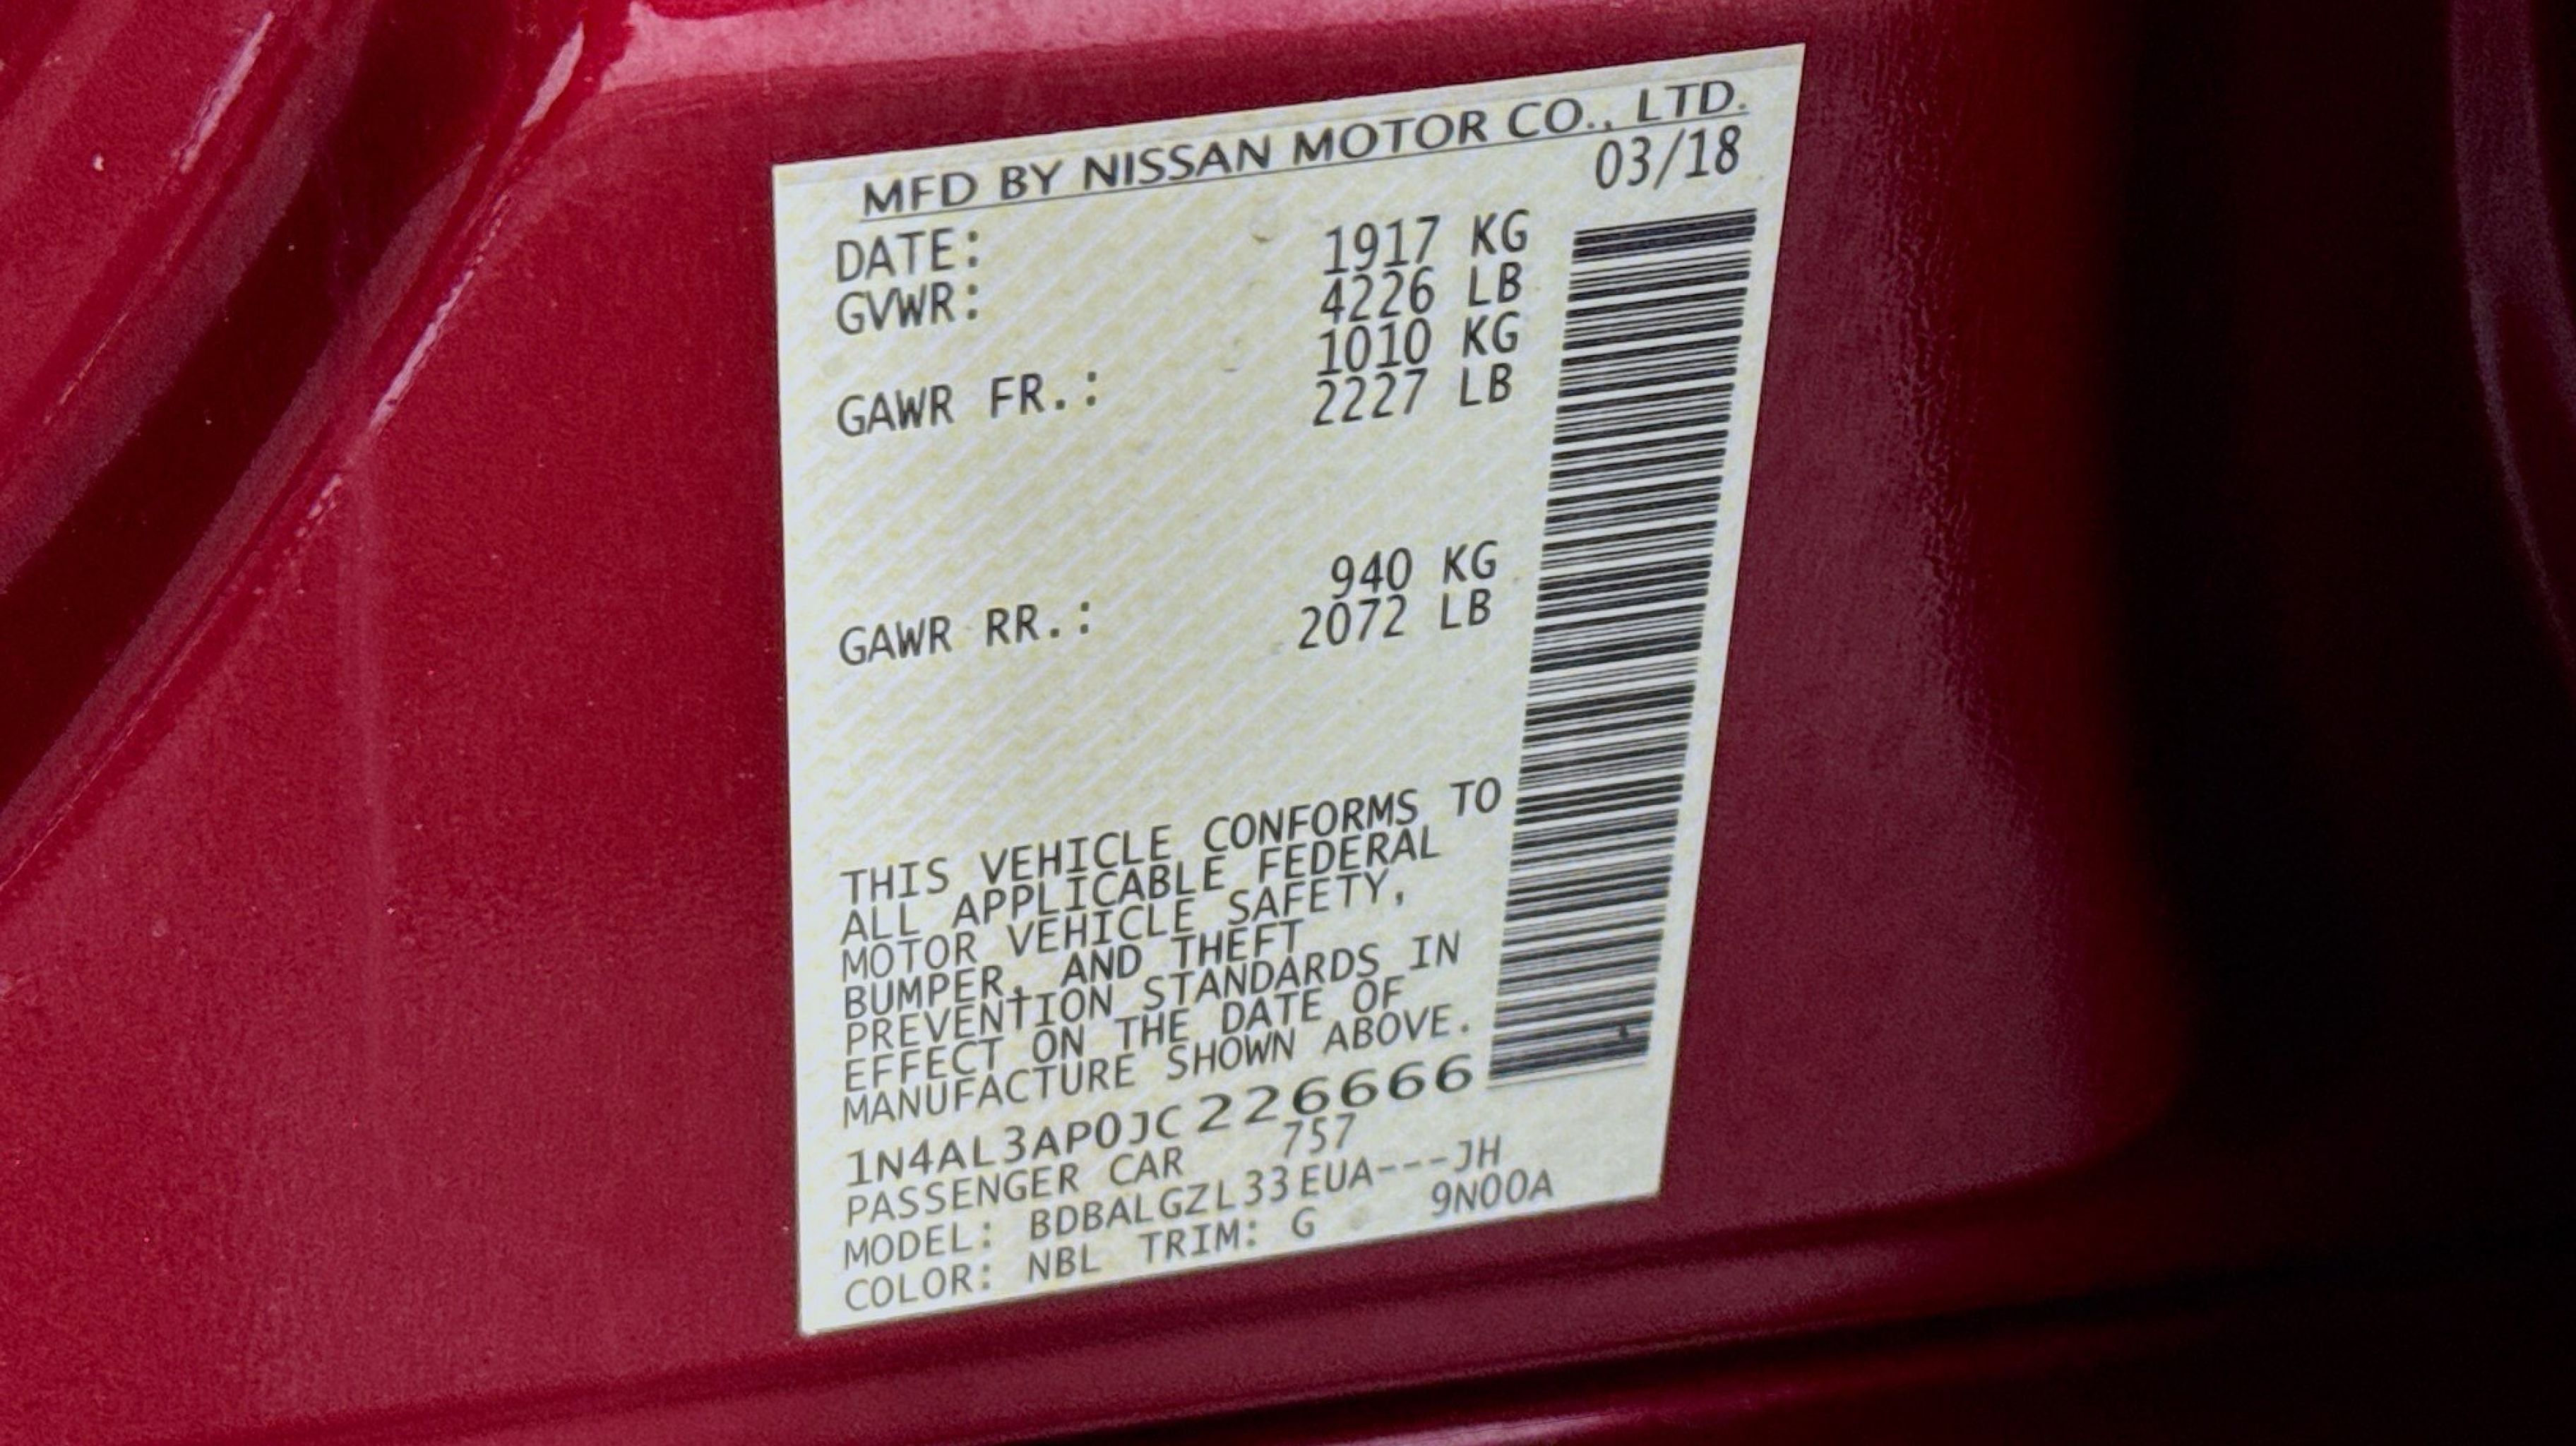 MFD BY NISSAN MOTOR CO., LTD.
DATE: 03/18
GVWR: 1917 KG
4226 LB
GAWR FR.: 1010 KG
2227 LB
GAWR RR.: 940 KG
2072 LB
THIS VEHICLE CONFORMS TO
ALL APPLICABLE FEDERAL
MOTOR VEHICLE SAFETY,
BUMPER, AND THEFT
PREVENTION STANDARDS IN
EFFECT ON THE DATE OF
MANUFACTURE SHOWN ABOVE.
1N4AL3AP0JC226666
PASSENGER CAR 757
MODEL: BDBALGZL33EUA---JH
COLOR: NBL TRIM: G 9N00A